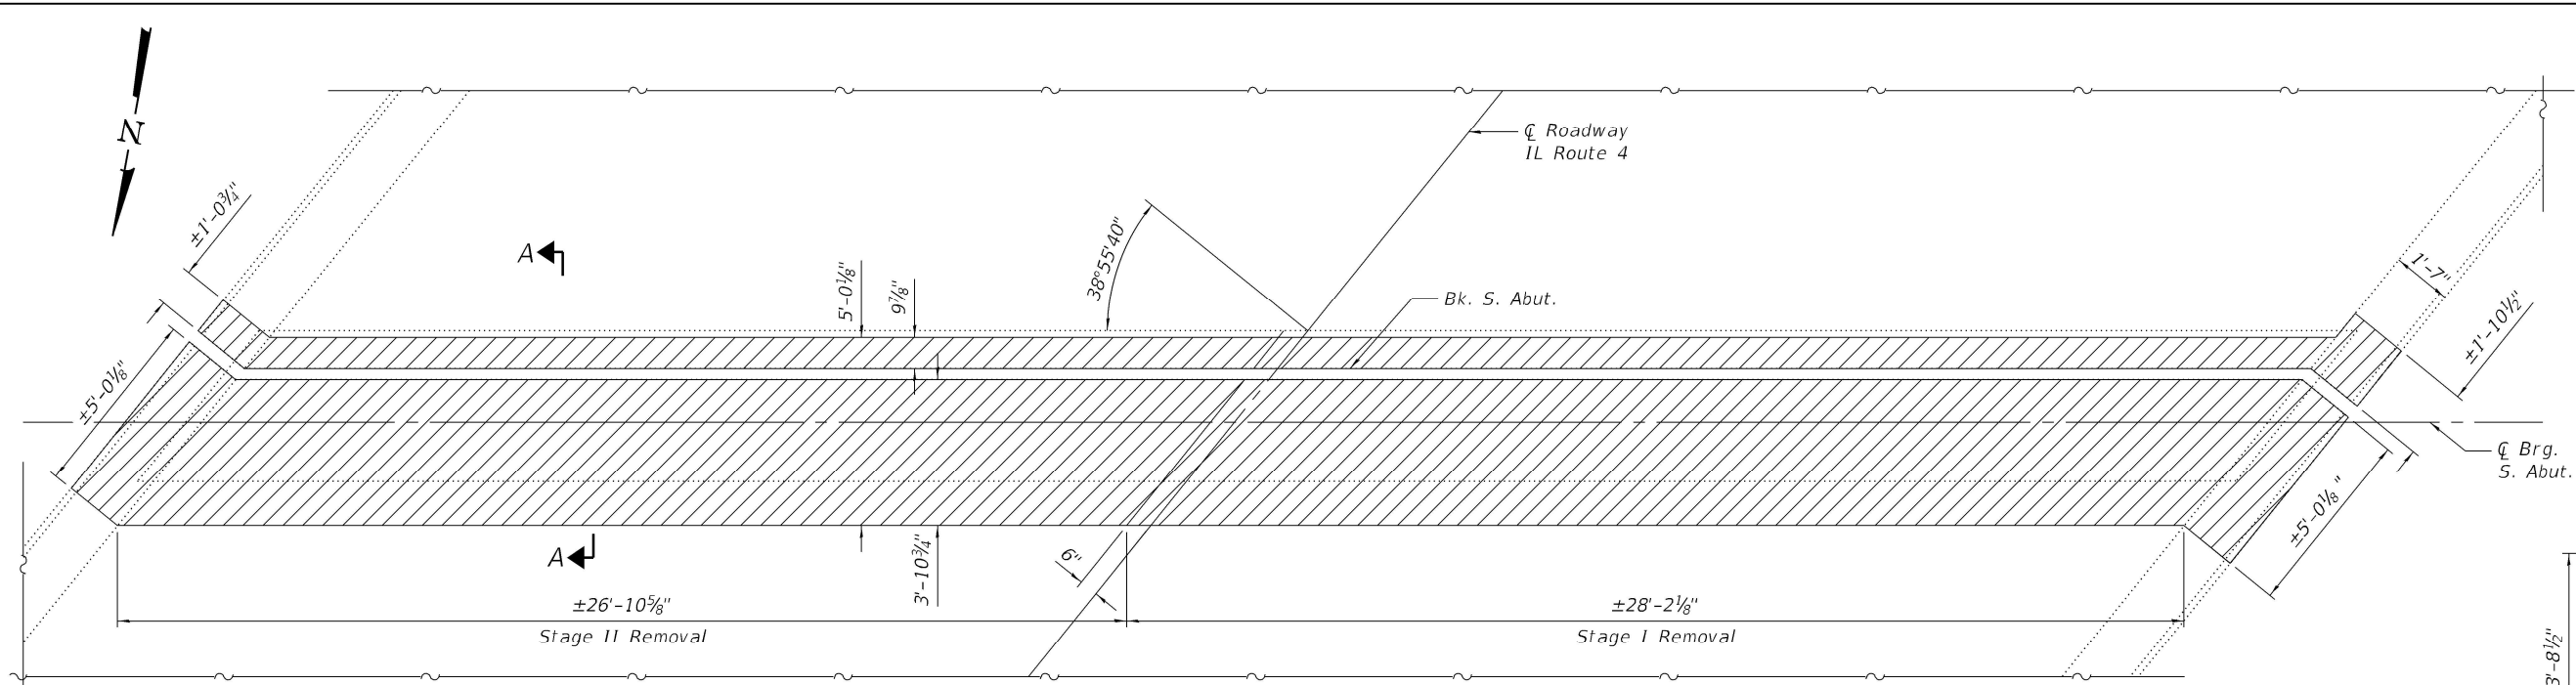 N
±1'-0¾"
A
5'-0⅛"
9⅛"
38°55'40"
℄ Roadway
IL Route 4
Bk. S. Abut.
1'-7"
±1'-10½"
±5'-0⅛"
℄ Brg.
S. Abut.
±5'-0⅛"
A
3'-10¾"
6"
±26'-10⅝"
Stage II Removal
±28'-2⅛"
Stage I Removal
3'-8½"